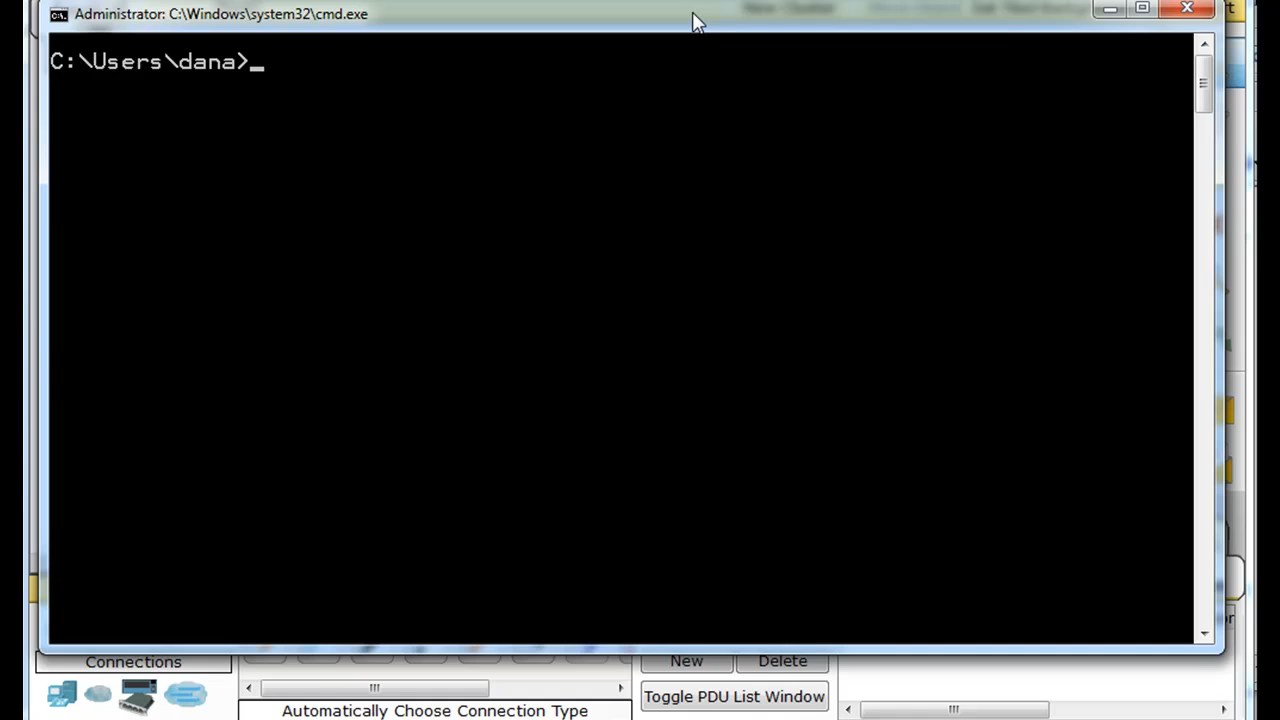 Administrator: C:\Windows\system32\cmd.exe
C:\Users\dana>_
Connections
New
Delete
Toggle PDU List Window
Automatically Choose Connection Type